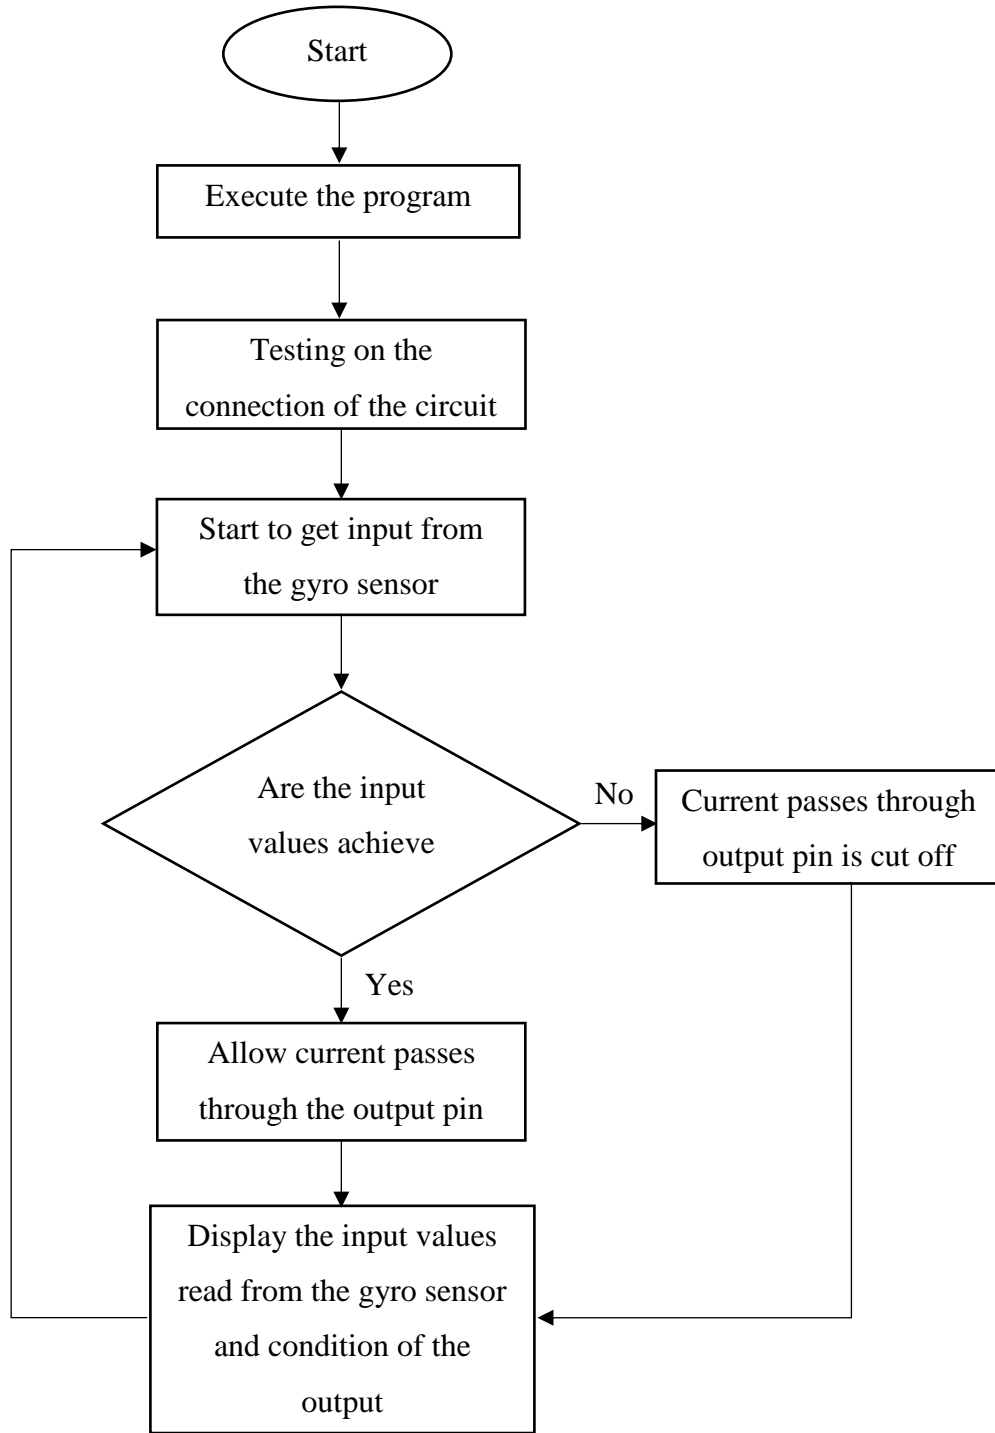 Start
Execute the program
Testing on the
connection of the circuit
Start to get input from
the gyro sensor
Are the input
values achieve
No
Current passes through
output pin is cut off
Yes
Allow current passes
through the output pin
Display the input values
read from the gyro sensor
and condition of the
output